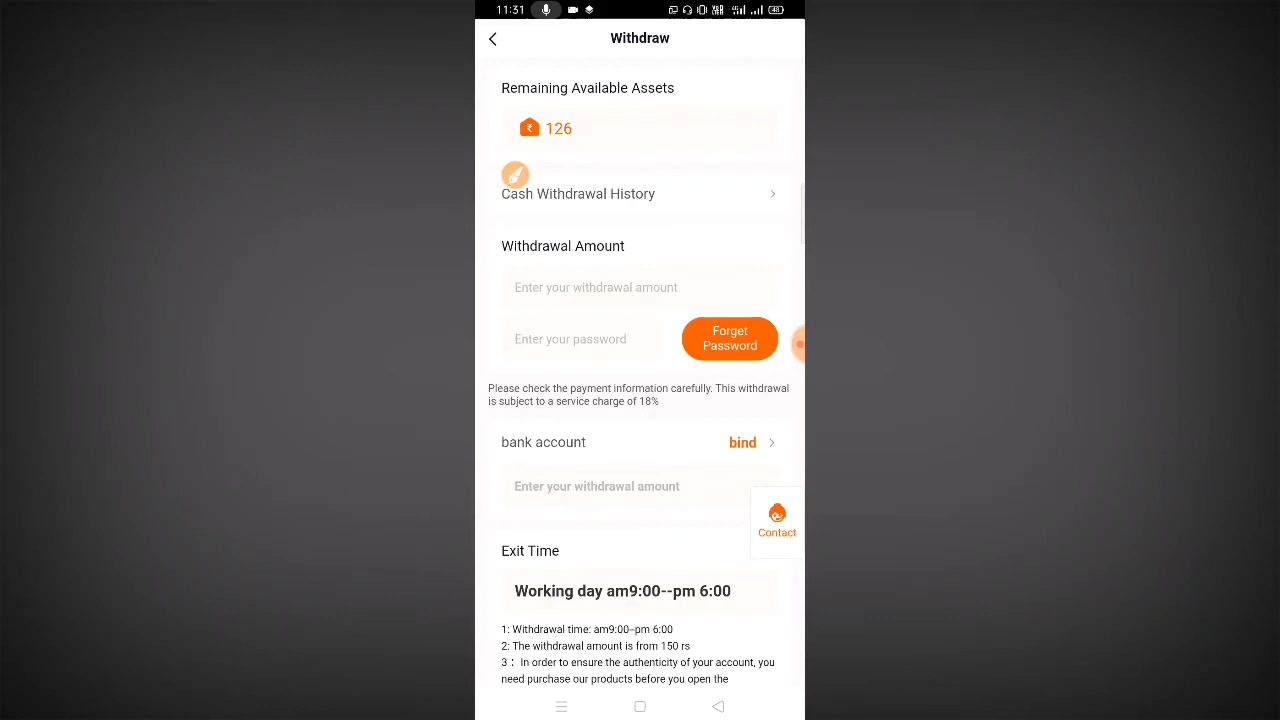 11:31
48
Withdraw
Remaining Available Assets
₹ 126
Cash Withdrawal History
Withdrawal Amount
Enter your withdrawal amount
Enter your password
Forget
Password
Please check the payment information carefully. This withdrawal
is subject to a service charge of 18%
bank account bind
Enter your withdrawal amount
Contact
Exit Time
Working day am9:00--pm 6:00
1: Withdrawal time: am9:00--pm 6:00
2: The withdrawal amount is from 150 rs
3： In order to ensure the authenticity of your account, you
need purchase our products before you open the